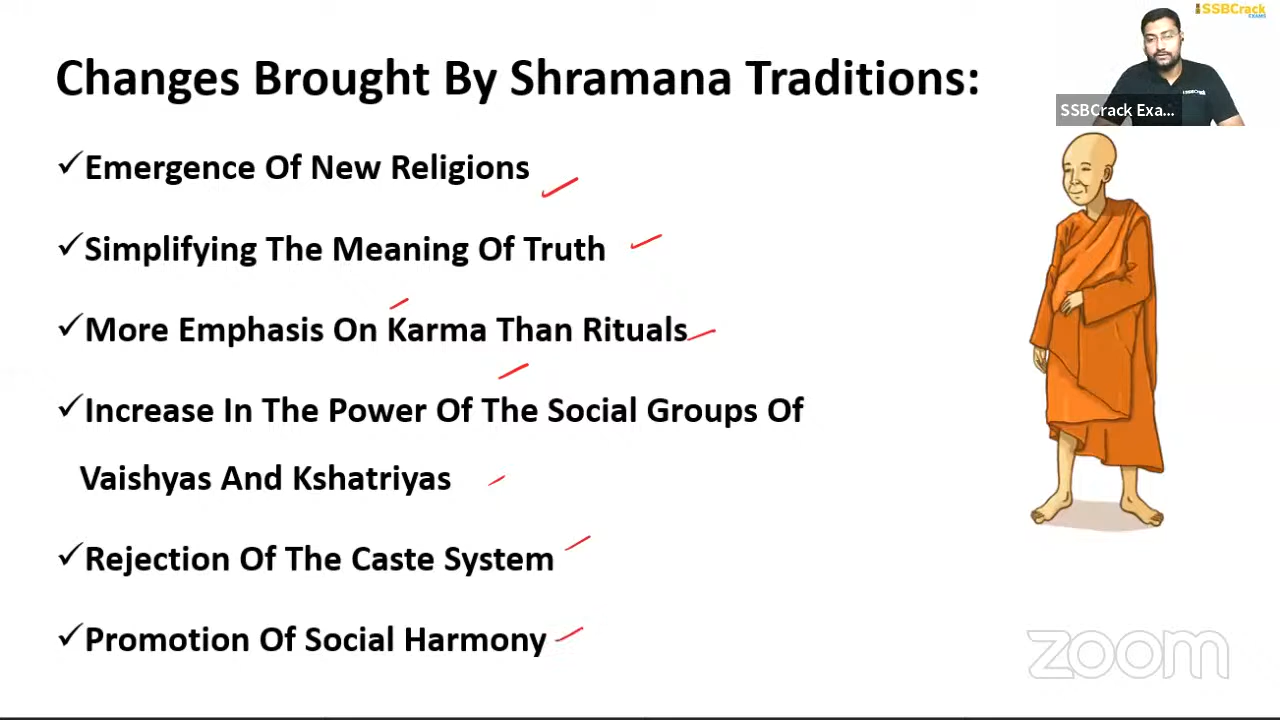 SSBCrack
EXAMS
Changes Brought By Shramana Traditions:
SSBCrack Exa...
✓Emergence Of New Religions
✓Simplifying The Meaning Of Truth
✓More Emphasis On Karma Than Rituals
✓Increase In The Power Of The Social Groups Of
Vaishyas And Kshatriyas
✓Rejection Of The Caste System
✓Promotion Of Social Harmony
zoom